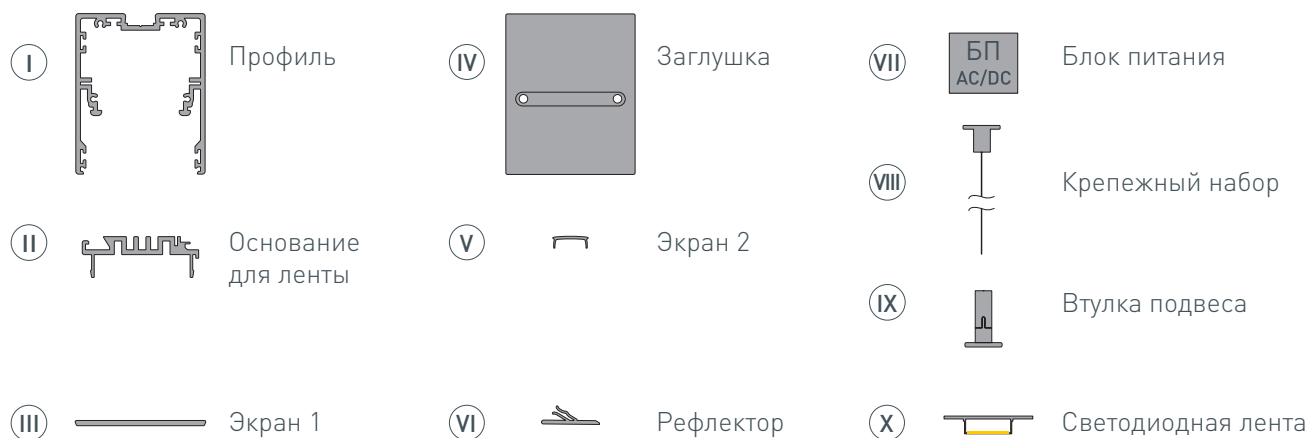 I
Профиль
II
Основание
для ленты
III
Экран 1
IV
Заглушка
V
Экран 2
VI
Рефлектор
VII
БП
AC/DC
Блок питания
VIII
Крепежный набор
IX
Втулка подвеса
X
Светодиодная лента